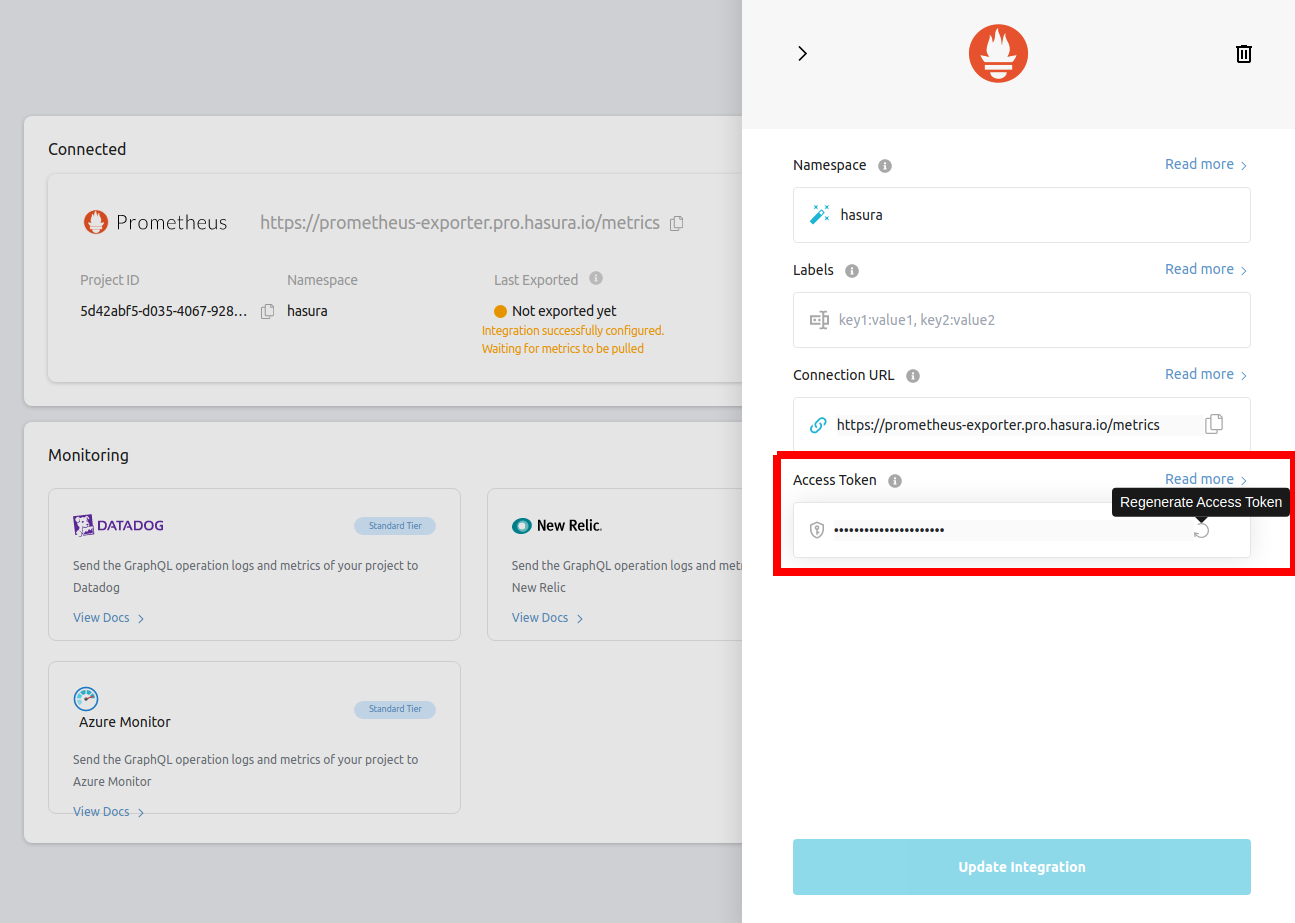 Connected
Prometheus
https://prometheus-exporter.pro.hasura.io/metrics
Project ID
Namespace
Last Exported
5d42abf5-d035-4067-928...
hasura
Not exported yet
Integration successfully configured.
Waiting for metrics to be pulled
Monitoring
DATADOG
Standard Tier
Send the GraphQL operation logs and metrics of your project to
Datadog
View Docs
New Relic.
Send the GraphQL operation logs and met
New Relic
View Docs
Azure Monitor
Standard Tier
Send the GraphQL operation logs and metrics of your project to
Azure Monitor
View Docs
Namespace
Read more
hasura
Labels
Read more
key1:value1, key2:value2
Connection URL
Read more
https://prometheus-exporter.pro.hasura.io/metrics
Access Token
Read more
Regenerate Access Token
••••••••••••••••••••••
Update Integration